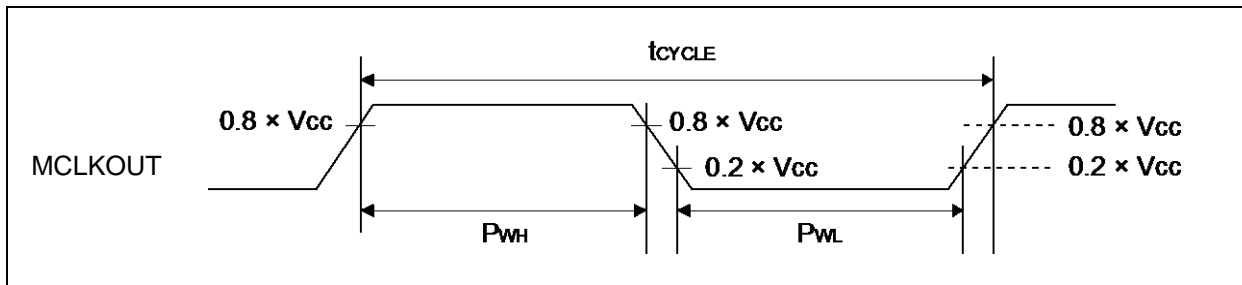 tCYCLE
0.8 × VCC
0.8 × VCC
0.8 × VCC
MCLKOUT
0.2 × VCC
0.2 × VCC
PWH
PWL